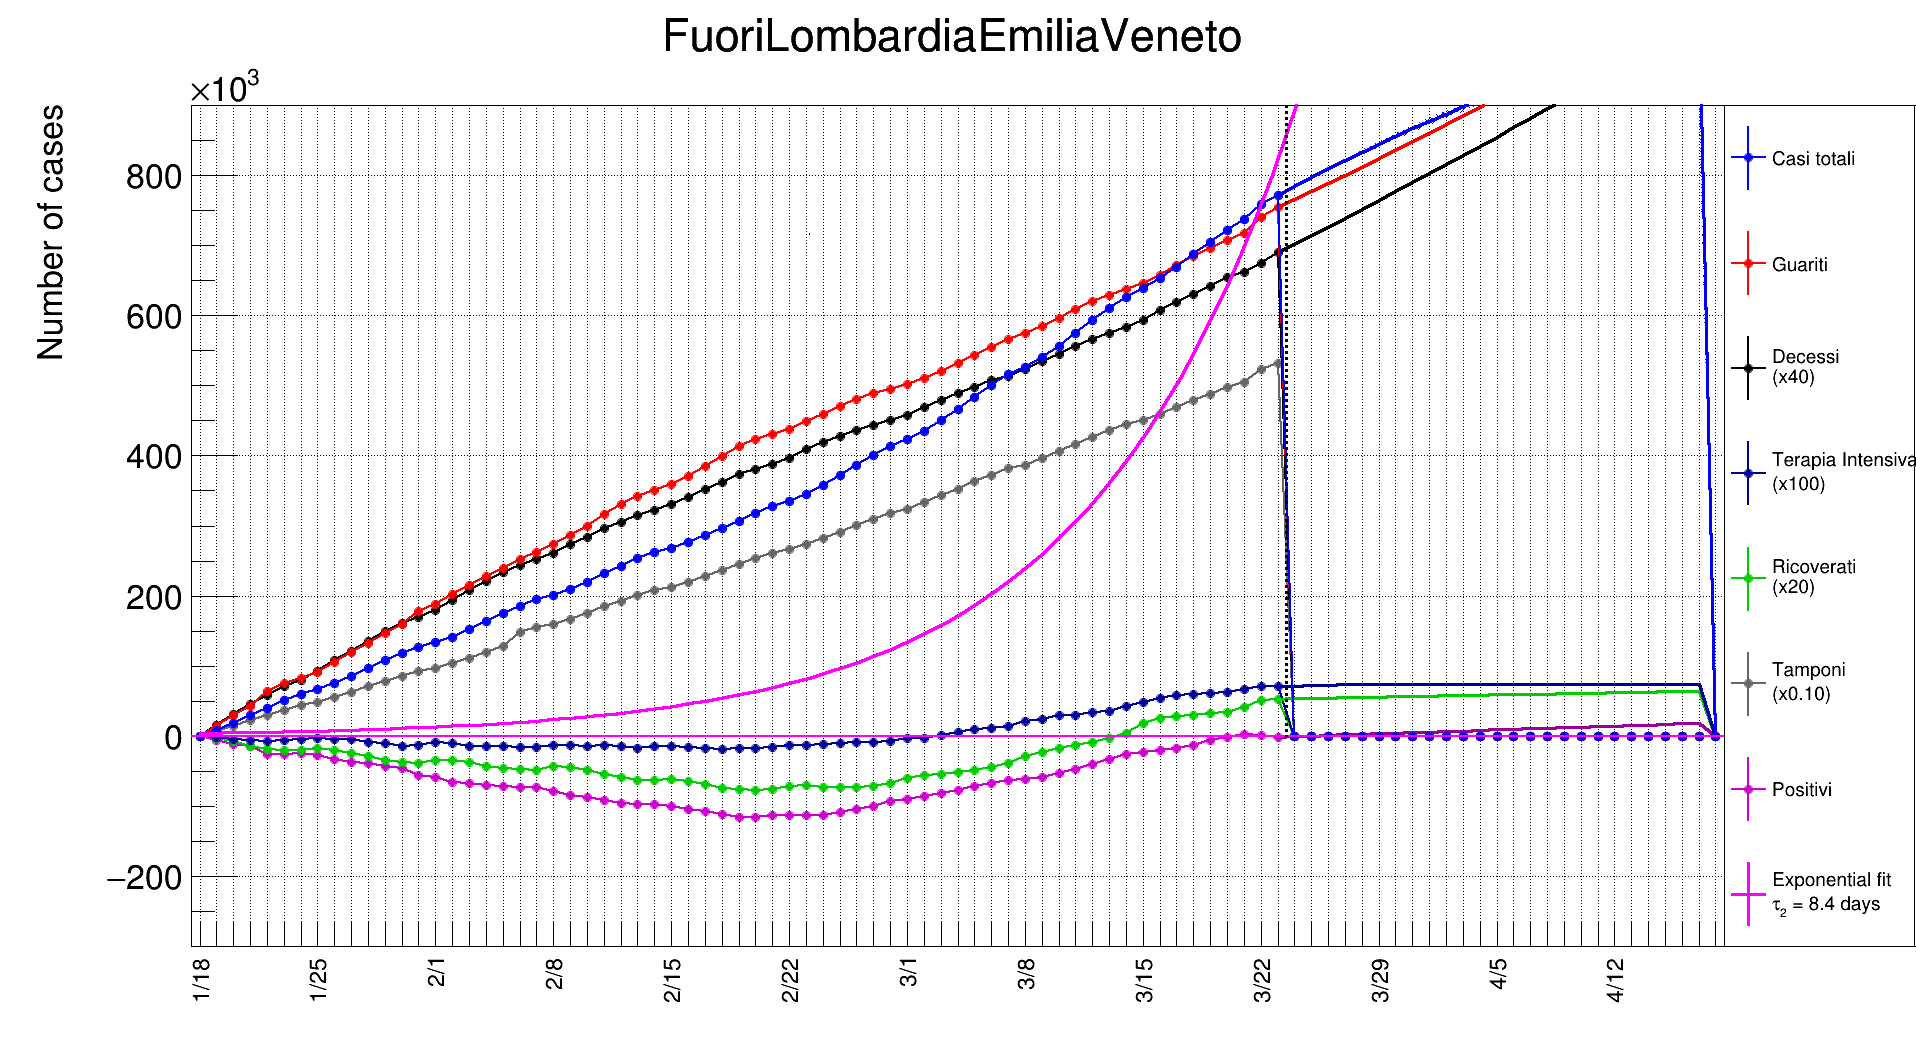 FuoriLombardiaEmiliaVeneto
×10³
Number of cases
800
600
400
200
0
−200
1/18
1/25
2/1
2/8
2/15
2/22
3/1
3/8
3/15
3/22
3/29
4/5
4/12
Casi totali
Guariti
Decessi
(x40)
Terapia Intensiva
(x100)
Ricoverati
(x20)
Tamponi
(x0.10)
Positivi
Exponential fit
τ₂ = 8.4 days